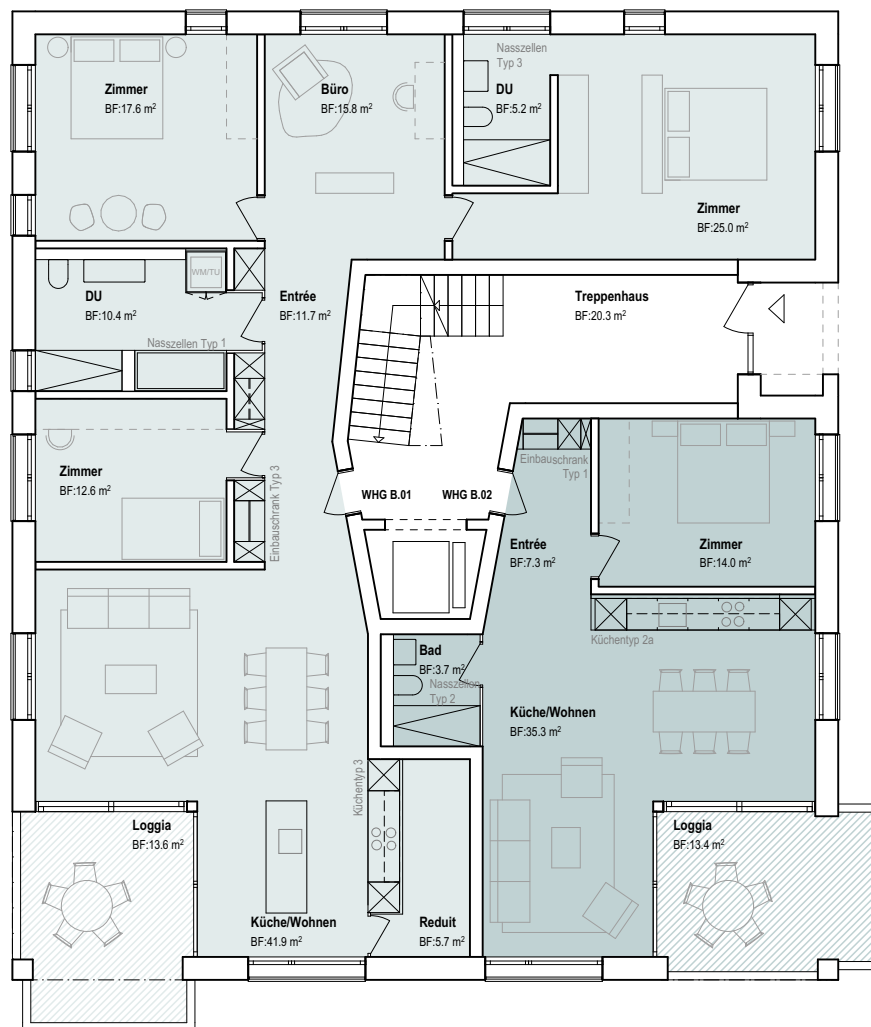 Zimmer
BF:17.6 m²
Büro
BF:15.8 m²
Nasszellen
Typ 3
DU
BF:5.2 m²
Zimmer
BF:25.0 m²
WM/TU
DU
BF:10.4 m²
Nasszellen Typ 1
Entrée
BF:11.7 m²
Treppenhaus
BF:20.3 m²
Zimmer
BF:12.6 m²
Einbauschrank Typ 3
WHG B.01
WHG B.02
Einbauschrank
Typ 1
Entrée
BF:7.3 m²
Zimmer
BF:14.0 m²
Küchentyp 2a
Bad
BF:3.7 m²
Nasszellen
Typ 2
Küche/Wohnen
BF:35.3 m²
Küchentyp 3
Loggia
BF:13.6 m²
Loggia
BF:13.4 m²
Küche/Wohnen
BF:41.9 m²
Reduit
BF:5.7 m²